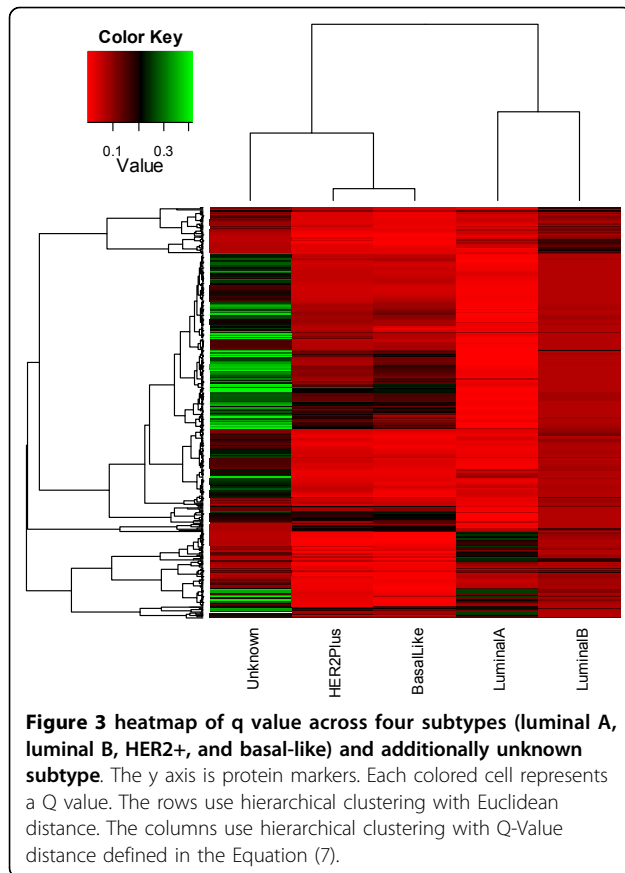 Color Key
0.1 0.3
Value
Unknown
HER2Plus
BasalLike
LuminalA
LuminalB
Figure 3 heatmap of q value across four subtypes (luminal A,
luminal B, HER2+, and basal-like) and additionally unknown
subtype. The y axis is protein markers. Each colored cell represents
a Q value. The rows use hierarchical clustering with Euclidean
distance. The columns use hierarchical clustering with Q-Value
distance defined in the Equation (7).